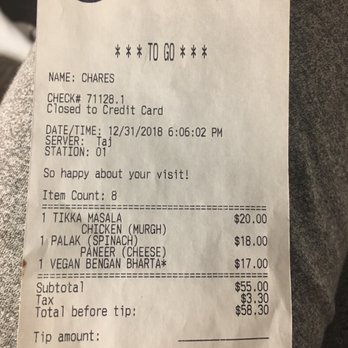 *** TO GO ***
NAME: CHARES
CHECK# 71128.1
Closed to Credit Card
DATE/TIME: 12/31/2018 6:06:02 PM
SERVER: Taj
STATION: 01
So happy about your visit!
Item Count: 8
1 TIKKA MASALA $20.00
CHICKEN (MURGH)
1 PALAK (SPINACH) $18.00
PANEER (CHEESE)
1 VEGAN BENGAN BHARTA* $17.00
Subtotal $55.00
Tax $3.30
Total before tip: $58.30
Tip amount: